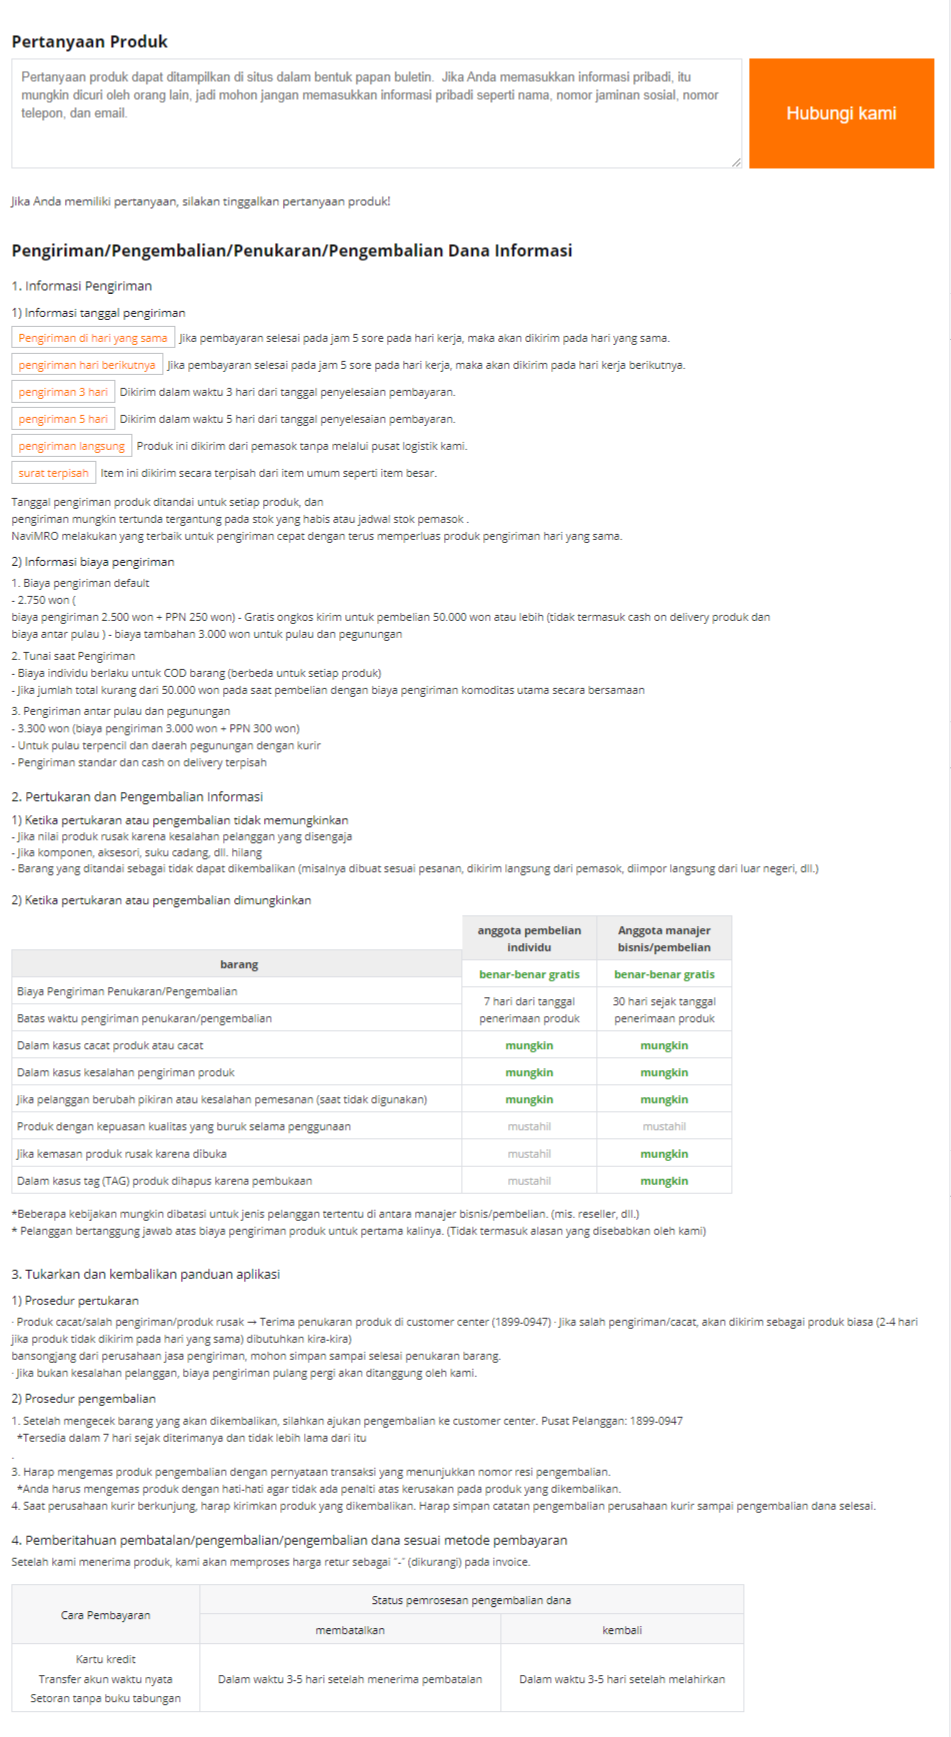 Pertanyaan Produk
Pertanyaan produk dapat ditampilkan di situs dalam bentuk papan buletin.  Jika Anda memasukkan informasi pribadi, itu
mungkin dicuri oleh orang lain, jadi mohon jangan memasukkan informasi pribadi seperti nama, nomor jaminan sosial, nomor
telepon, dan email.
Hubungi kami
Jika Anda memiliki pertanyaan, silakan tinggalkan pertanyaan produk!
Pengiriman/Pengembalian/Penukaran/Pengembalian Dana Informasi
1. Informasi Pengiriman
1) Informasi tanggal pengiriman
Pengiriman di hari yang sama Jika pembayaran selesai pada jam 5 sore pada hari kerja, maka akan dikirim pada hari yang sama.
pengiriman hari berikutnya Jika pembayaran selesai pada jam 5 sore pada hari kerja, maka akan dikirim pada hari kerja berikutnya.
pengiriman 3 hari Dikirim dalam waktu 3 hari dari tanggal penyelesaian pembayaran.
pengiriman 5 hari Dikirim dalam waktu 5 hari dari tanggal penyelesaian pembayaran.
pengiriman langsung Produk ini dikirim dari pemasok tanpa melalui pusat logistik kami.
surat terpisah Item ini dikirim secara terpisah dari item umum seperti item besar.
Tanggal pengiriman produk ditandai untuk setiap produk, dan
pengiriman mungkin tertunda tergantung pada stok yang habis atau jadwal stok pemasok .
NaviMRO melakukan yang terbaik untuk pengiriman cepat dengan terus memperluas produk pengiriman hari yang sama.
2) Informasi biaya pengiriman
1. Biaya pengiriman default
- 2.750 won (
biaya pengiriman 2.500 won + PPN 250 won) - Gratis ongkos kirim untuk pembelian 50.000 won atau lebih (tidak termasuk cash on delivery produk dan
biaya antar pulau ) - biaya tambahan 3.000 won untuk pulau dan pegunungan
2. Tunai saat Pengiriman
- Biaya individu berlaku untuk COD barang (berbeda untuk setiap produk)
- Jika jumlah total kurang dari 50.000 won pada saat pembelian dengan biaya pengiriman komoditas utama secara bersamaan
3. Pengiriman antar pulau dan pegunungan
- 3.300 won (biaya pengiriman 3.000 won + PPN 300 won)
- Untuk pulau terpencil dan daerah pegunungan dengan kurir
- Pengiriman standar dan cash on delivery terpisah
2. Pertukaran dan Pengembalian Informasi
1) Ketika pertukaran atau pengembalian tidak memungkinkan
- Jika nilai produk rusak karena kesalahan pelanggan yang disengaja
- Jika komponen, aksesori, suku cadang, dll. hilang
- Barang yang ditandai sebagai tidak dapat dikembalikan (misalnya dibuat sesuai pesanan, dikirim langsung dari pemasok, diimpor langsung dari luar negeri, dll.)
2) Ketika pertukaran atau pengembalian dimungkinkan
anggota pembelian individu Anggota manajer bisnis/pembelian
barang
benar-benar gratis benar-benar gratis
Biaya Pengiriman Penukaran/Pengembalian
7 hari dari tanggal penerimaan produk 30 hari sejak tanggal penerimaan produk
Batas waktu pengiriman penukaran/pengembalian
Dalam kasus cacat produk atau cacat mungkin mungkin
Dalam kasus kesalahan pengiriman produk mungkin mungkin
Jika pelanggan berubah pikiran atau kesalahan pemesanan (saat tidak digunakan) mungkin mungkin
Produk dengan kepuasan kualitas yang buruk selama penggunaan mustahil mustahil
Jika kemasan produk rusak karena dibuka mustahil mungkin
Dalam kasus tag (TAG) produk dihapus karena pembukaan mustahil mungkin
*Beberapa kebijakan mungkin dibatasi untuk jenis pelanggan tertentu di antara manajer bisnis/pembelian. (mis. reseller, dll.)
* Pelanggan bertanggung jawab atas biaya pengiriman produk untuk pertama kalinya. (Tidak termasuk alasan yang disebabkan oleh kami)
3. Tukarkan dan kembalikan panduan aplikasi
1) Prosedur pertukaran
· Produk cacat/salah pengiriman/produk rusak → Terima penukaran produk di customer center (1899-0947) · Jika salah pengiriman/cacat, akan dikirim sebagai produk biasa (2-4 hari
jika produk tidak dikirim pada hari yang sama) dibutuhkan kira-kira)
bansongjang dari perusahaan jasa pengiriman, mohon simpan sampai selesai penukaran barang.
· Jika bukan kesalahan pelanggan, biaya pengiriman pulang pergi akan ditanggung oleh kami.
2) Prosedur pengembalian
1. Setelah mengecek barang yang akan dikembalikan, silahkan ajukan pengembalian ke customer center. Pusat Pelanggan: 1899-0947
*Tersedia dalam 7 hari sejak diterimanya dan tidak lebih lama dari itu
.
3. Harap mengemas produk pengembalian dengan pernyataan transaksi yang menunjukkan nomor resi pengembalian.
*Anda harus mengemas produk dengan hati-hati agar tidak ada penalti atas kerusakan pada produk yang dikembalikan.
4. Saat perusahaan kurir berkunjung, harap kirimkan produk yang dikembalikan. Harap simpan catatan pengembalian perusahaan kurir sampai pengembalian dana selesai.
4. Pemberitahuan pembatalan/pengembalian/pengembalian dana sesuai metode pembayaran
Setelah kami menerima produk, kami akan memproses harga retur sebagai "-" (dikurangi) pada invoice.
Cara Pembayaran
Status pemrosesan pengembalian dana
membatalkan kembali
Kartu kredit
Transfer akun waktu nyata
Setoran tanpa buku tabungan
Dalam waktu 3-5 hari setelah menerima pembatalan
Dalam waktu 3-5 hari setelah melahirkan